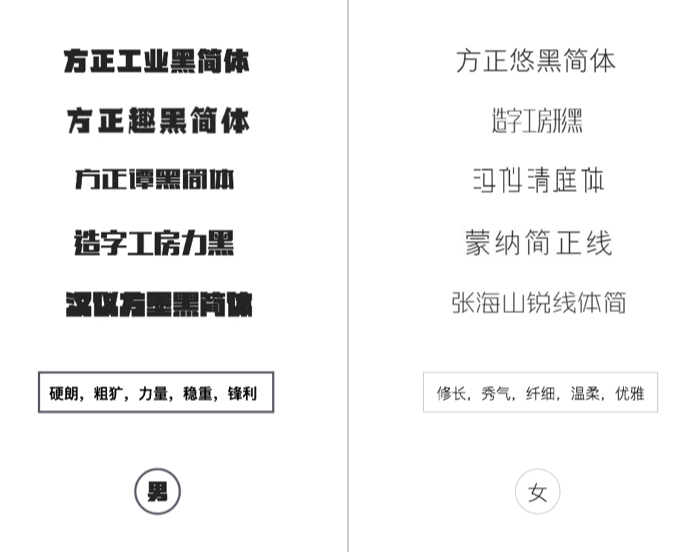 方正工业黑简体
方正趣黑简体
方正谭黑简体
造字工房力黑
汉仪方叠黑简体
硬朗，粗犷，力量，稳重，锋利
男
方正悠黑简体
造字工房形黑
汉仪清庭体
蒙纳简正线
张海山锐线体简
修长，秀气，纤细，温柔，优雅
女